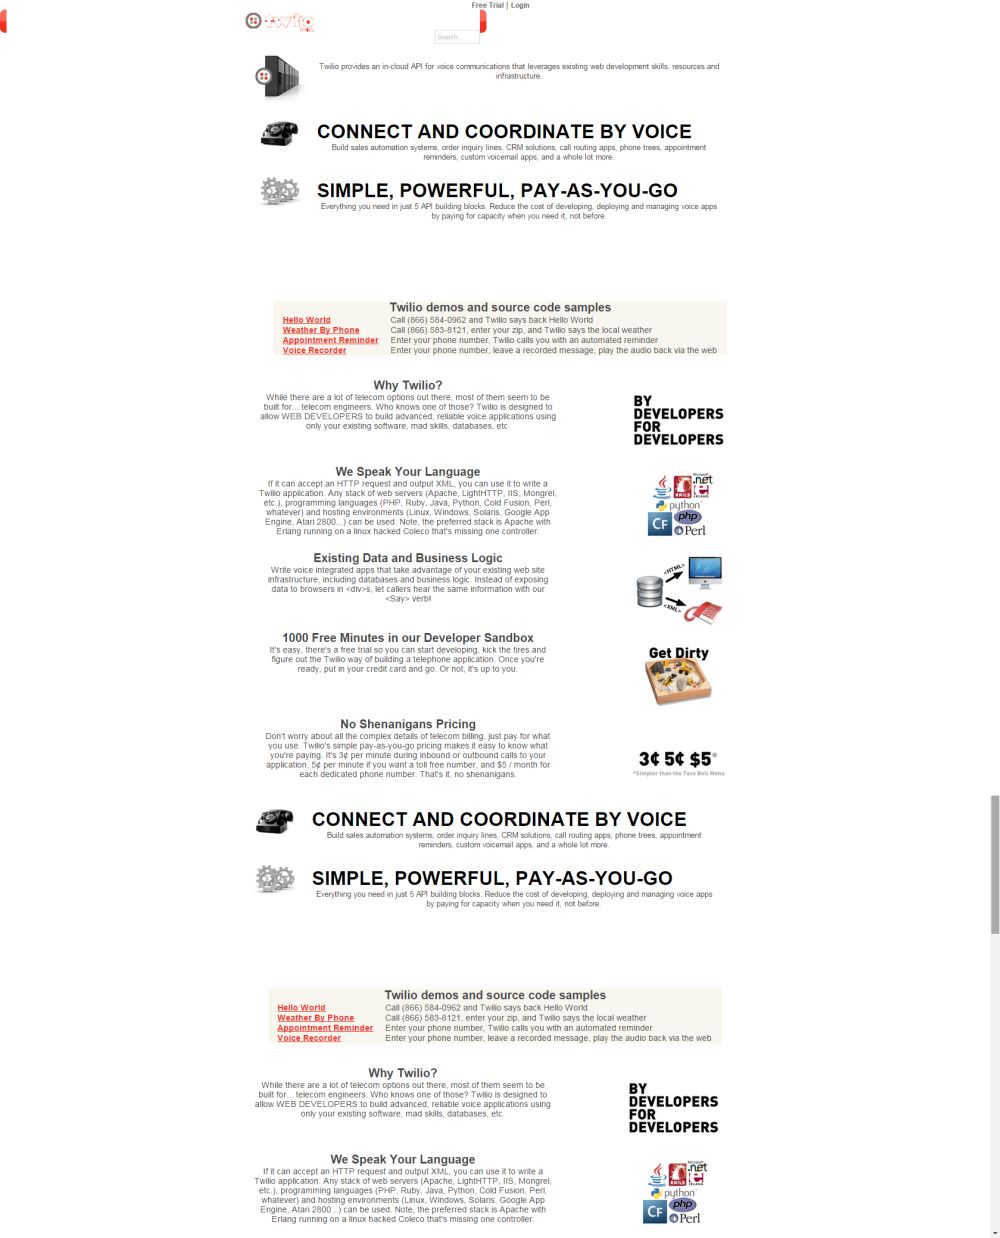 Free Trial | Login
twilio
Search...
Twilio provides an in-cloud API for voice communications that leverages existing web development skills, resources and
infrastructure.
CONNECT AND COORDINATE BY VOICE
Build sales automation systems, order inquiry lines, CRM solutions, call routing apps, phone trees, appointment
reminders, custom voicemail apps, and a whole lot more.
SIMPLE, POWERFUL, PAY-AS-YOU-GO
Everything you need in just 5 API building blocks. Reduce the cost of developing, deploying and managing voice apps
by paying for capacity when you need it, not before.
Twilio demos and source code samples
Hello World Call (866) 584-0962 and Twilio says back Hello World
Weather By Phone Call (866) 583-8121, enter your zip, and Twilio says the local weather
Appointment Reminder Enter your phone number, Twilio calls you with an automated reminder
Voice Recorder Enter your phone number, leave a recorded message, play the audio back via the web
Why Twilio?
While there are a lot of telecom options out there, most of them seem to be
built for... telecom engineers. Who knows one of those? Twilio is designed to
allow WEB DEVELOPERS to build advanced, reliable voice applications using
only your existing software, mad skills, databases, etc.
BY
DEVELOPERS
FOR
DEVELOPERS
We Speak Your Language
If it can accept an HTTP request and output XML, you can use it to write a
Twilio application. Any stack of web servers (Apache, LightHTTP, IIS, Mongrel,
etc.), programming languages (PHP, Ruby, Java, Python, Cold Fusion, Perl,
whatever) and hosting environments (Linux, Windows, Solaris, Google App
Engine, Atari 2800...) can be used. Note, the preferred stack is Apache with
Erlang running on a linux hacked Coleco that's missing one controller.
Microsoft
.net
RAILS
ERLANG
python
php
CF
Perl
Existing Data and Business Logic
Write voice integrated apps that take advantage of your existing web site
infrastructure, including databases and business logic. Instead of exposing
data to browsers in <div>s, let callers hear the same information with our
<Say> verb!
<HTML>
<XML>
1000 Free Minutes in our Developer Sandbox
It's easy, there's a free trial so you can start developing, kick the tires and
figure out the Twilio way of building a telephone application. Once you're
ready, put in your credit card and go. Or not, it's up to you.
Get Dirty
No Shenanigans Pricing
Don't worry about all the complex details of telecom billing, just pay for what
you use. Twilio's simple pay-as-you-go pricing makes it easy to know what
you're paying. It's 3¢ per minute during inbound or outbound calls to your
application, 5¢ per minute if you want a toll free number, and $5 / month for
each dedicated phone number. That's it, no shenanigans.
3¢ 5¢ $5*
*Simpler than the Taco Bell Menu
CONNECT AND COORDINATE BY VOICE
Build sales automation systems, order inquiry lines, CRM solutions, call routing apps, phone trees, appointment
reminders, custom voicemail apps, and a whole lot more.
SIMPLE, POWERFUL, PAY-AS-YOU-GO
Everything you need in just 5 API building blocks. Reduce the cost of developing, deploying and managing voice apps
by paying for capacity when you need it, not before.
Twilio demos and source code samples
Hello World Call (866) 584-0962 and Twilio says back Hello World
Weather By Phone Call (866) 583-8121, enter your zip, and Twilio says the local weather
Appointment Reminder Enter your phone number, Twilio calls you with an automated reminder
Voice Recorder Enter your phone number, leave a recorded message, play the audio back via the web
Why Twilio?
While there are a lot of telecom options out there, most of them seem to be
built for... telecom engineers. Who knows one of those? Twilio is designed to
allow WEB DEVELOPERS to build advanced, reliable voice applications using
only your existing software, mad skills, databases, etc.
BY
DEVELOPERS
FOR
DEVELOPERS
We Speak Your Language
If it can accept an HTTP request and output XML, you can use it to write a
Twilio application. Any stack of web servers (Apache, LightHTTP, IIS, Mongrel,
etc.), programming languages (PHP, Ruby, Java, Python, Cold Fusion, Perl,
whatever) and hosting environments (Linux, Windows, Solaris, Google App
Engine, Atari 2800...) can be used. Note, the preferred stack is Apache with
Erlang running on a linux hacked Coleco that's missing one controller.
Microsoft
.net
RAILS
ERLANG
python
php
CF
Perl